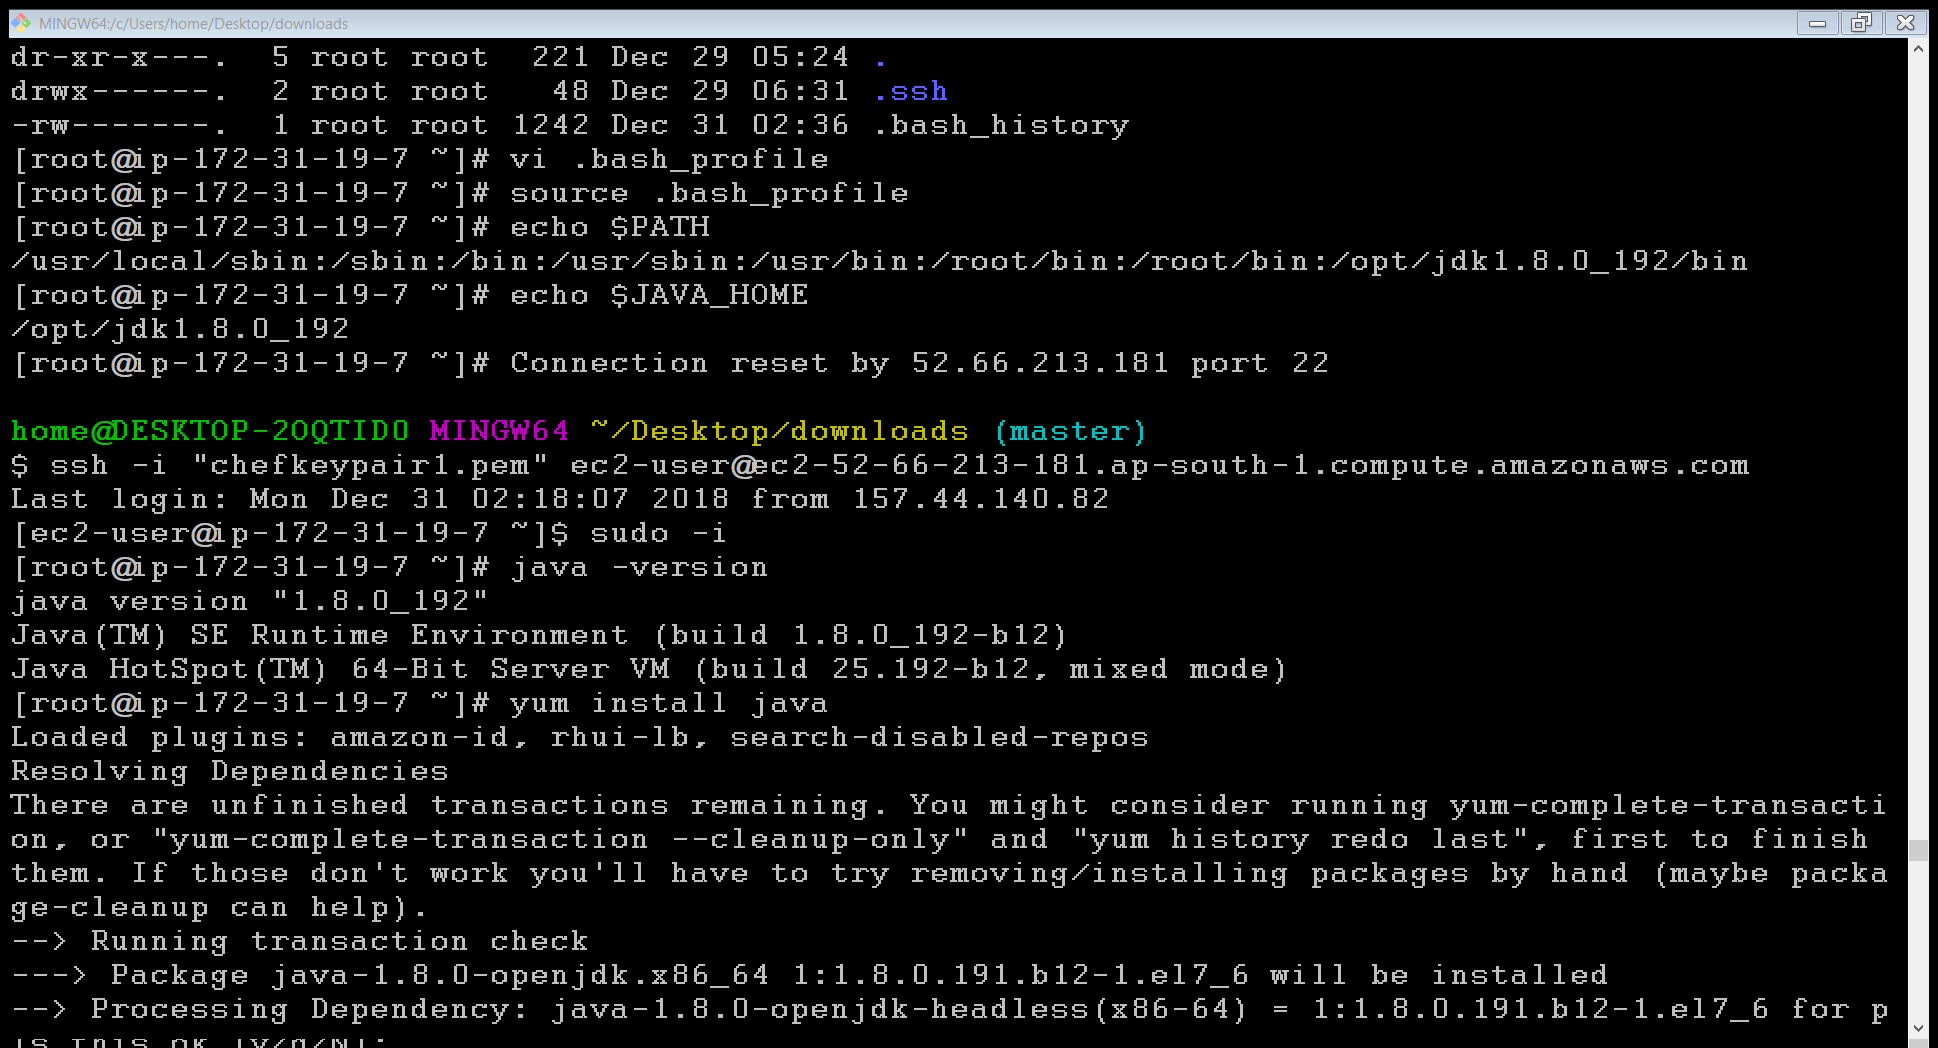 MINGW64:/c/Users/home/Desktop/downloads
dr-xr-x---.  5 root root  221 Dec 29 05:24 .
drwx------.  2 root root   48 Dec 29 06:31 .ssh
-rw-------.  1 root root 1242 Dec 31 02:36 .bash_history
[root@ip-172-31-19-7 ~]# vi .bash_profile
[root@ip-172-31-19-7 ~]# source .bash_profile
[root@ip-172-31-19-7 ~]# echo $PATH
/usr/local/sbin:/sbin:/bin:/usr/sbin:/usr/bin:/root/bin:/root/bin:/opt/jdk1.8.0_192/bin
[root@ip-172-31-19-7 ~]# echo $JAVA_HOME
/opt/jdk1.8.0_192
[root@ip-172-31-19-7 ~]# Connection reset by 52.66.213.181 port 22
home@DESKTOP-2OQTID0 MINGW64 ~/Desktop/downloads (master)
$ ssh -i "chefkeypair1.pem" ec2-user@ec2-52-66-213-181.ap-south-1.compute.amazonaws.com
Last login: Mon Dec 31 02:18:07 2018 from 157.44.140.82
[ec2-user@ip-172-31-19-7 ~]$ sudo -i
[root@ip-172-31-19-7 ~]# java -version
java version "1.8.0_192"
Java(TM) SE Runtime Environment (build 1.8.0_192-b12)
Java HotSpot(TM) 64-Bit Server VM (build 25.192-b12, mixed mode)
[root@ip-172-31-19-7 ~]# yum install java
Loaded plugins: amazon-id, rhui-lb, search-disabled-repos
Resolving Dependencies
There are unfinished transactions remaining. You might consider running yum-complete-transacti
on, or "yum-complete-transaction --cleanup-only" and "yum history redo last", first to finish
them. If those don't work you'll have to try removing/installing packages by hand (maybe packa
ge-cleanup can help).
--> Running transaction check
---> Package java-1.8.0-openjdk.x86_64 1:1.8.0.191.b12-1.el7_6 will be installed
--> Processing Dependency: java-1.8.0-openjdk-headless(x86-64) = 1:1.8.0.191.b12-1.el7_6 for p
Is this ok [y/d/N]: